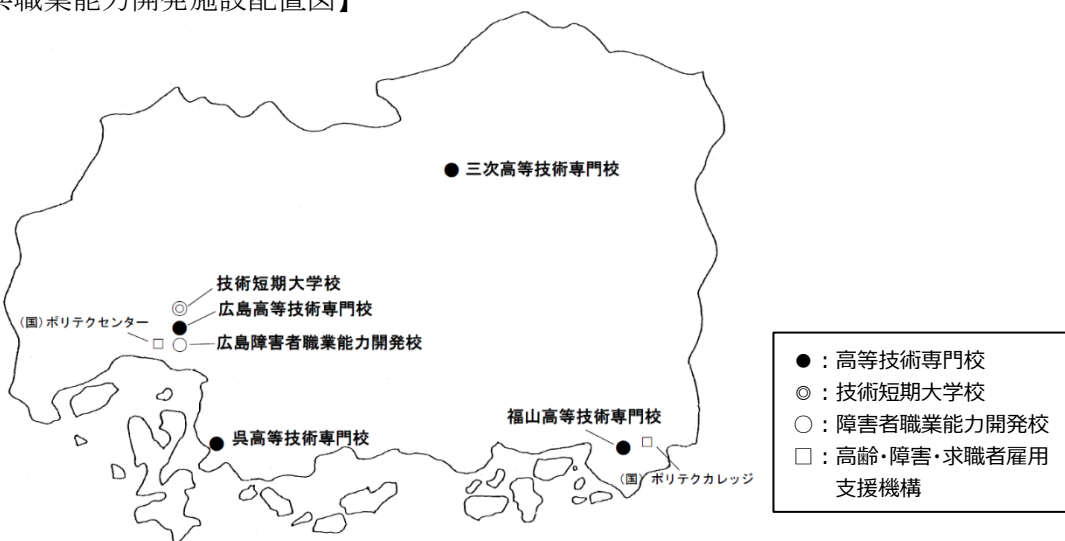 職業能力開発施設配置図】
三次高等技術専門校
技術短期大学校
広島高等技術専門校
(国)ポリテクセンター
広島障害者職業能力開発校
福山高等技術専門校
呉高等技術専門校
(国)ポリテクカレッジ
●：高等技術専門校
◎：技術短期大学校
○：障害者職業能力開発校
□：高齢・障害・求職者雇用
支援機構